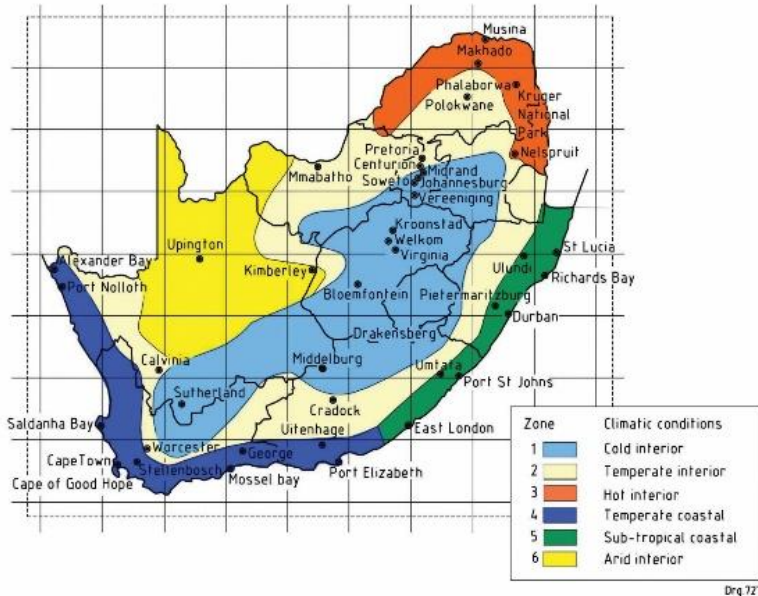 Musina
Makhado
Phalaborwa
Polokwane
Kruger
National
Park
Nelspruit
Pretoria
Centurion
Midrand
Soweto
Johannesburg
Vereeniging
Mmabatho
Kroonstad
Welkom
Virginia
Upington
Kimberley
Bloemfontein
Alexander Bay
Port Nolloth
Ulundi
St Lucia
Richards Bay
Pietermaritzburg
Durban
Drakensberg
Calvinia
Middelburg
Umtata
Port St Johns
Sutherland
Cradock
Saldanha Bay
Uitenhage
East London
Worcester
George
CapeTown
Stellenbosch
Mossel bay
Port Elizabeth
Cape of Good Hope
Zone Climatic conditions
1 Cold interior
2 Temperate interior
3 Hot interior
4 Temperate coastal
5 Sub-tropical coastal
6 Arid interior